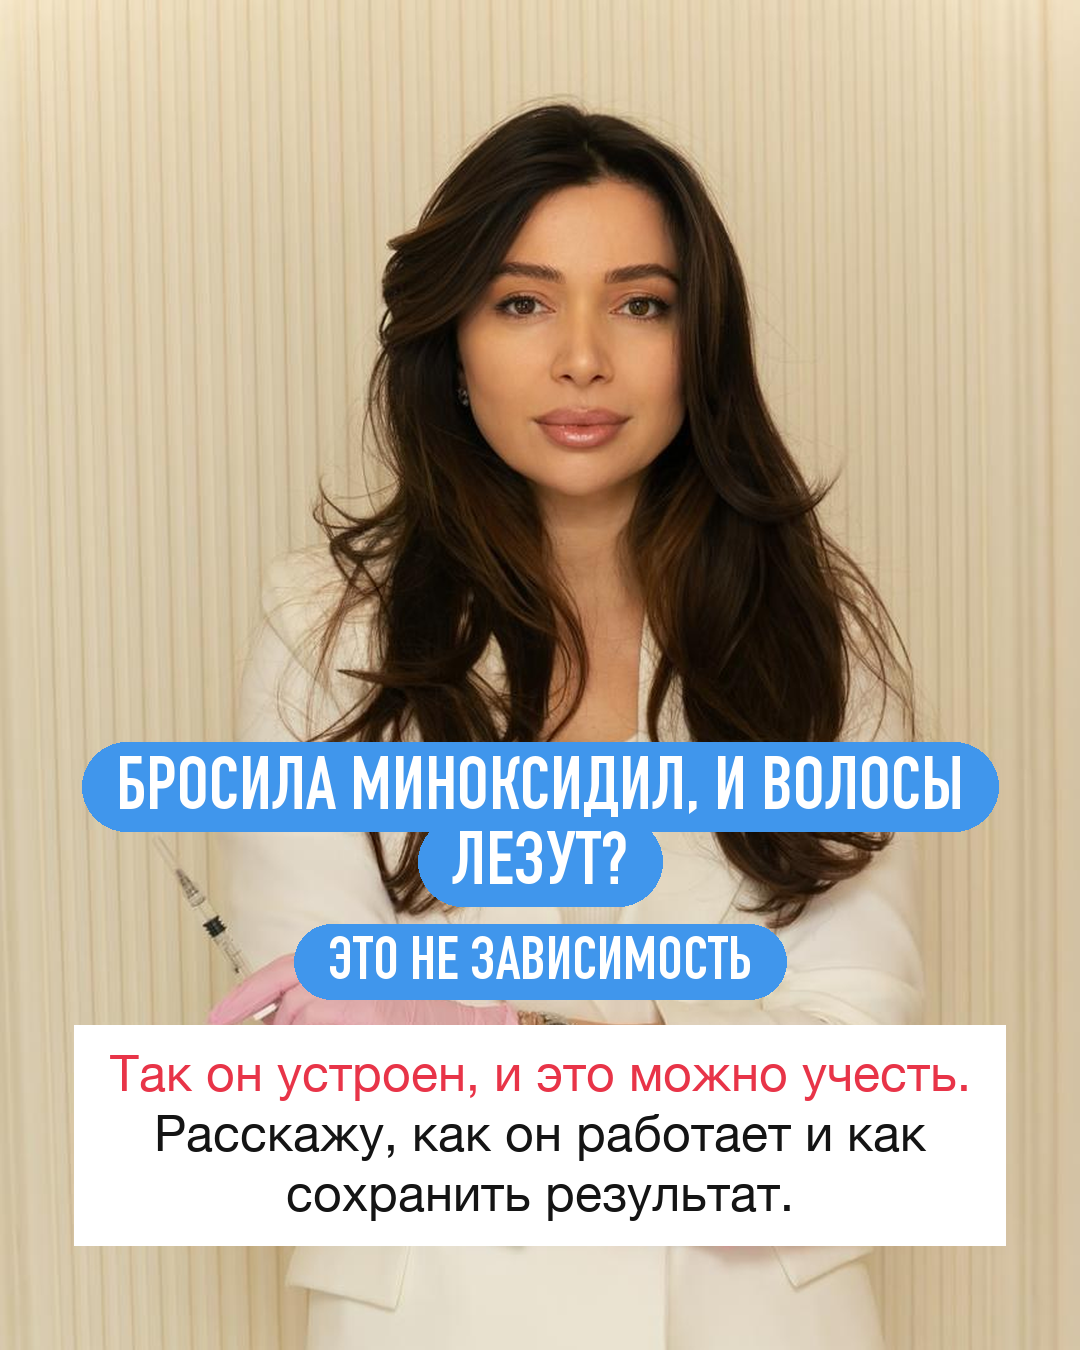 БРОСИЛА МИНОКСИДИЛ, И ВОЛОСЫ
ЛЕЗУТ?
ЭТО НЕ ЗАВИСИМОСТЬ
Так он устроен, и это можно учесть.
Расскажу, как он работает и как
сохранить результат.